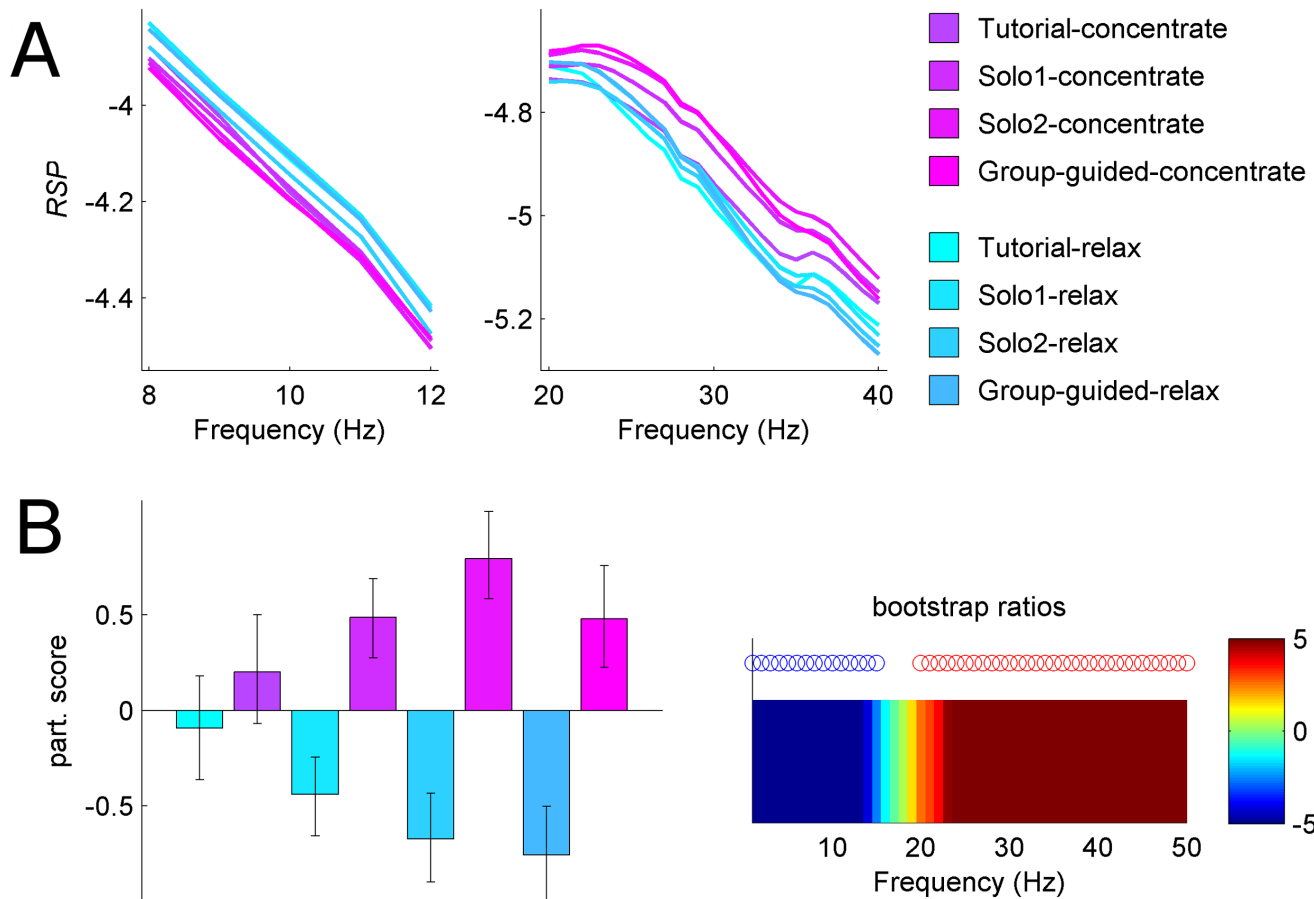 A
RSP
-4
-4.2
-4.4
8
10
12
Frequency (Hz)
-4.8
-5
-5.2
20
30
40
Frequency (Hz)
Tutorial-concentrate
Solo1-concentrate
Solo2-concentrate
Group-guided-concentrate
Tutorial-relax
Solo1-relax
Solo2-relax
Group-guided-relax
B
part. score
0.5
0
-0.5
bootstrap ratios
10
20
30
40
50
Frequency (Hz)
5
0
-5